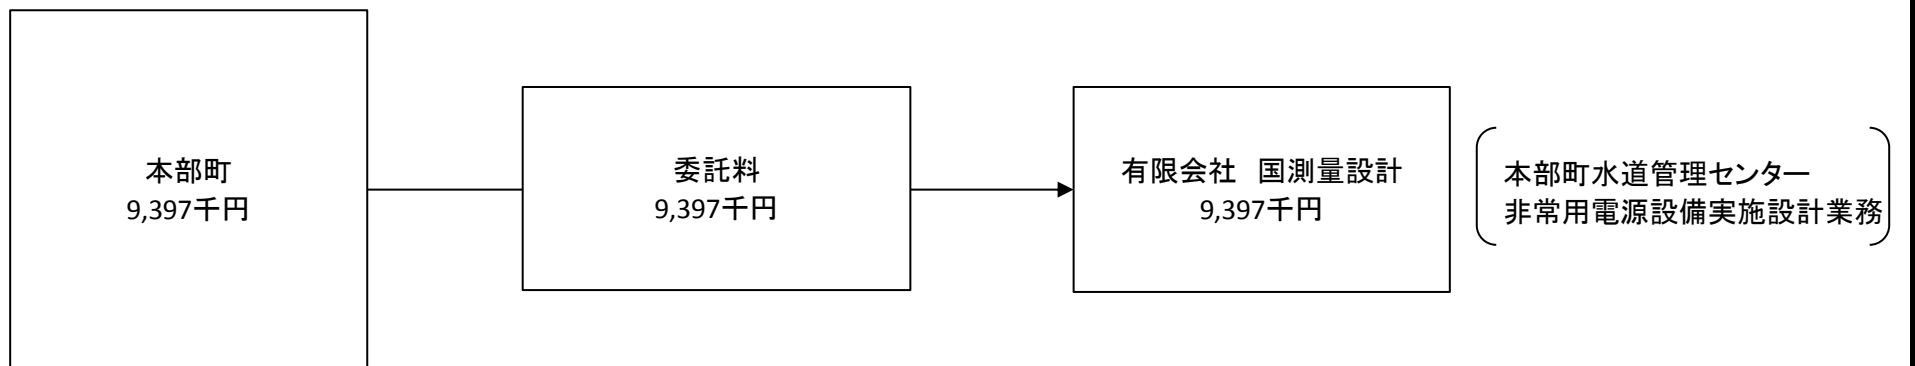 本部町
9,397千円
委託料
9,397千円
有限会社　国測量設計
9,397千円
本部町水道管理センター
非常用電源設備実施設計業務